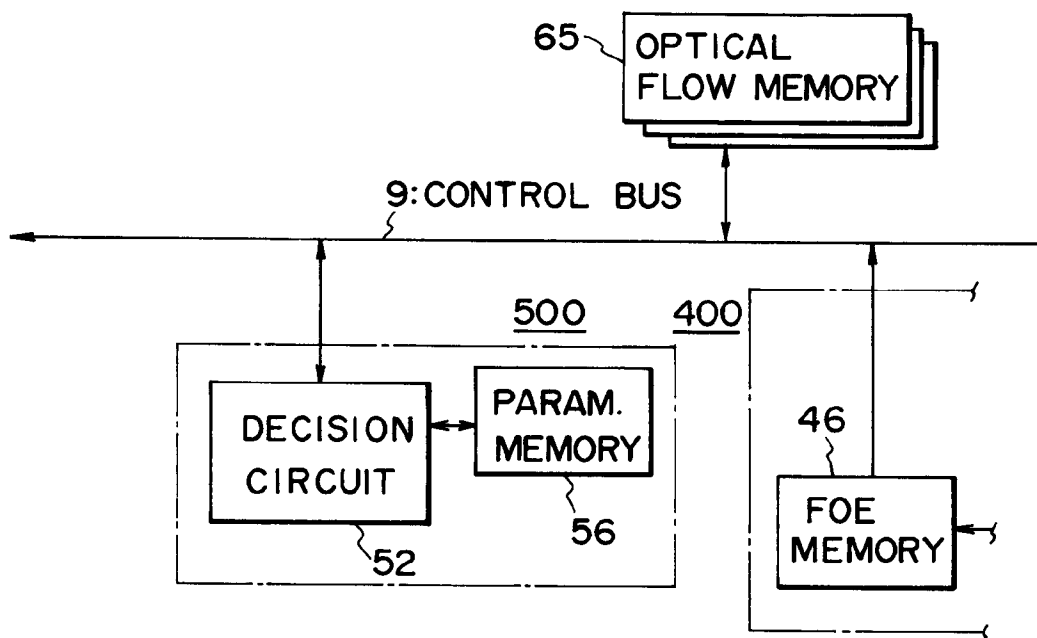 65
OPTICAL
FLOW MEMORY
9:CONTROL BUS
500
400
DECISION
CIRCUIT
PARAM.
MEMORY
46
52
56
FOE
MEMORY